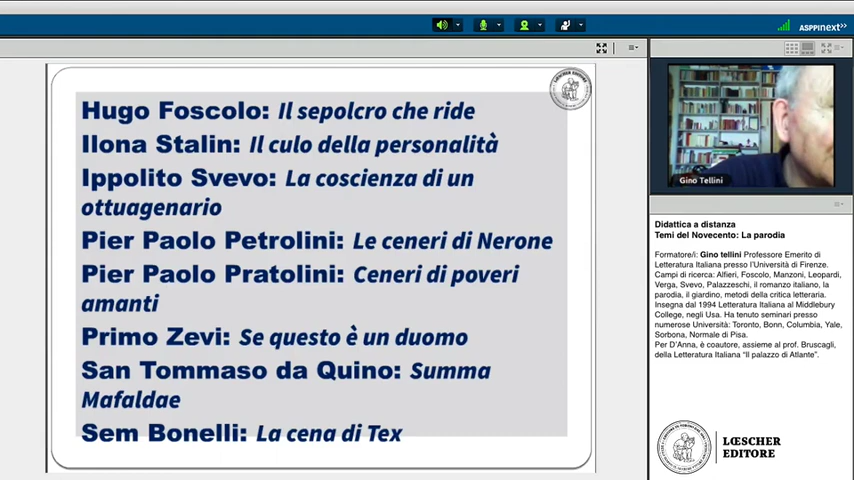 ASPPInext>>
LŒSCHER EDITORE
Hugo Foscolo: Il sepolcro che ride
Ilona Stalin: Il culo della personalità
Ippolito Svevo: La coscienza di un
ottuagenario
Pier Paolo Petrolini: Le ceneri di Nerone
Pier Paolo Pratolini: Ceneri di poveri
amanti
Primo Zevi: Se questo è un duomo
San Tommaso da Quino: Summa
Mafaldae
Sem Bonelli: La cena di Tex
Gino Tellini
Didattica a distanza
Temi del Novecento: La parodia
Formatore/i: Gino tellini Professore Emerito di
Letteratura Italiana presso l'Università di Firenze.
Campi di ricerca: Alfieri, Foscolo, Manzoni, Leopardi,
Verga, Svevo, Palazzeschi, il romanzo italiano, la
parodia, il giardino, metodi della critica letteraria.
Insegna dal 1994 Letteratura Italiana al Middlebury
College, negli Usa. Ha tenuto seminari presso
numerose Università: Toronto, Bonn, Columbia, Yale,
Sorbona, Normale di Pisa.
Per D'Anna, è coautore, assieme al prof. Bruscagli,
della Letteratura Italiana "Il palazzo di Atlante".
LŒSCHER
EDITORE